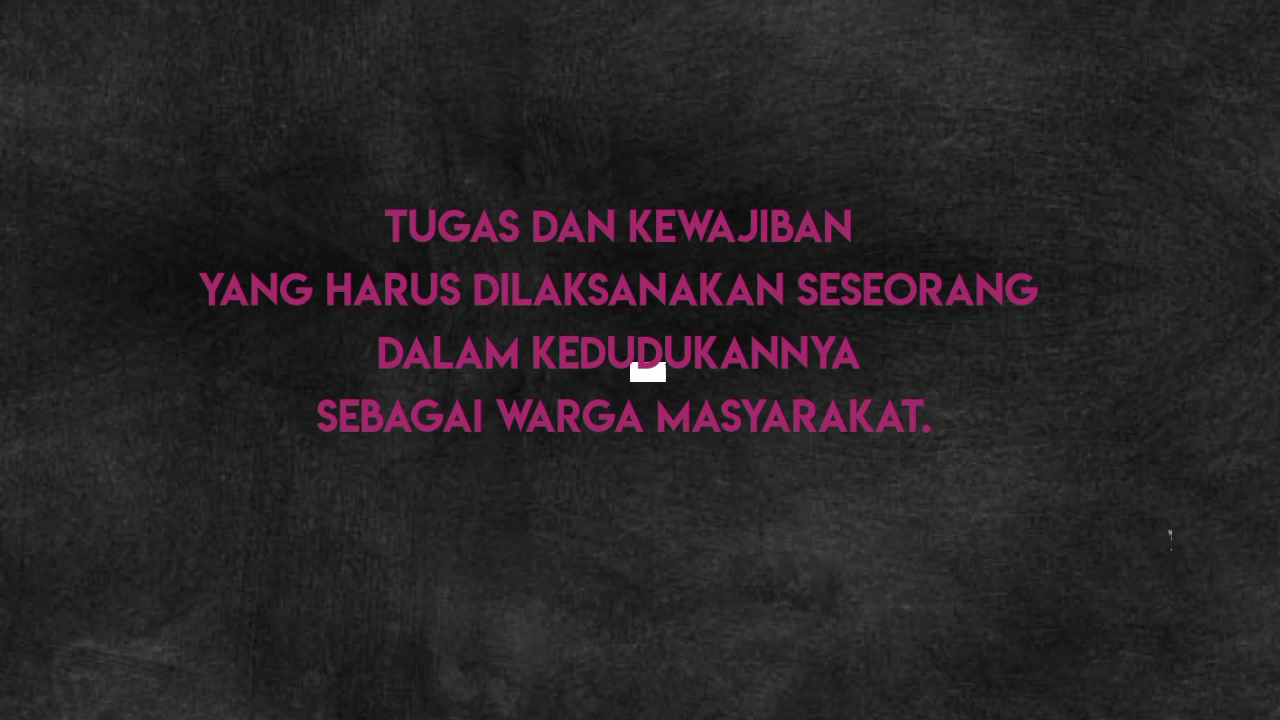 TUGAS DAN KEWAJIBAN
YANG HARUS DILAKSANAKAN SESEORANG
DALAM KEDUDUKANNYA
SEBAGAI WARGA MASYARAKAT.